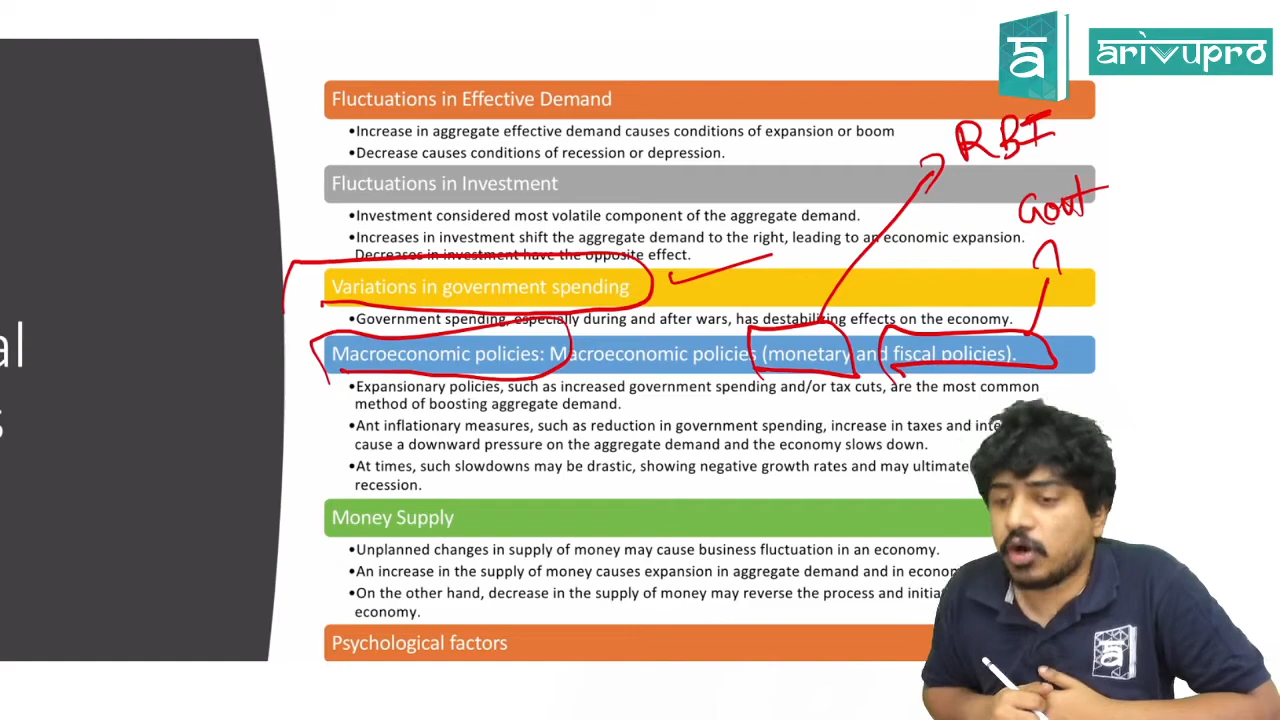 arivupro
Fluctuations in Effective Demand
•Increase in aggregate effective demand causes conditions of expansion or boom
•Decrease causes conditions of recession or depression.
RBI
Fluctuations in Investment
Govt
•Investment considered most volatile component of the aggregate demand.
•Increases in investment shift the aggregate demand to the right, leading to an economic expansion.
Decreases in investment have the opposite effect.
Variations in government spending
•Government spending, especially during and after wars, has destabilizing effects on the economy.
al
s
Macroeconomic policies: Macroeconomic policies (monetary and fiscal policies).
•Expansionary policies, such as increased government spending and/or tax cuts, are the most common
method of boosting aggregate demand.
•Ant inflationary measures, such as reduction in government spending, increase in taxes and
cause a downward pressure on the aggregate demand and the economy slows down.
•At times, such slowdowns may be drastic, showing negative growth rates and may
recession.
Money Supply
•Unplanned changes in supply of money may cause business fluctuation in an economy.
•An increase in the supply of money causes expansion in aggregate demand and in
•On the other hand, decrease in the supply of money may reverse the process and
economy.
Psychological factors